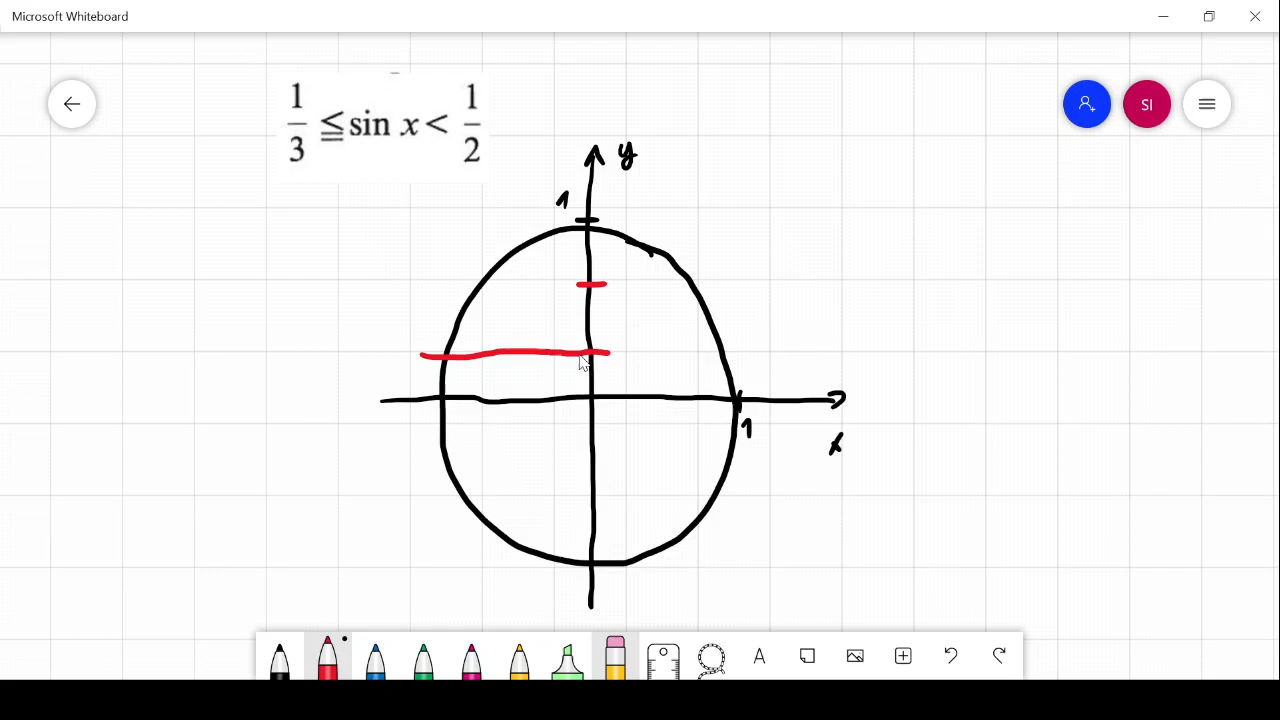 Microsoft Whiteboard
SI
1/3 ≦ sin x < 1/2
y
1
1
x
A